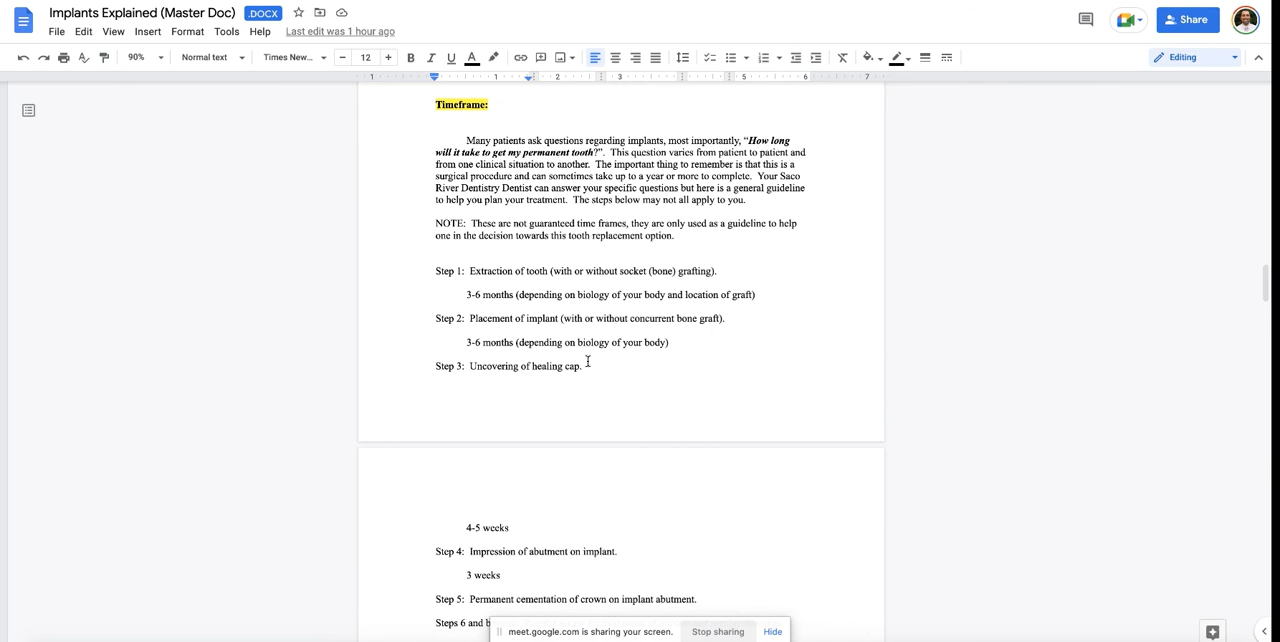 Implants Explained (Master Doc) .DOCX
File Edit View Insert Format Tools Help Last edit was 1 hour ago
Share
90% Normal text Times New... − 12 + B I U A Editing
1 1 2 3 4 5 6 7
Timeframe:
Many patients ask questions regarding implants, most importantly, “How long
will it take to get my permanent tooth?”. This question varies from patient to patient and
from one clinical situation to another. The important thing to remember is that this is a
surgical procedure and can sometimes take up to a year or more to complete. Your Saco
River Dentistry Dentist can answer your specific questions but here is a general guideline
to help you plan your treatment. The steps below may not all apply to you.
NOTE: These are not guaranteed time frames, they are only used as a guideline to help
one in the decision towards this tooth replacement option.
Step 1: Extraction of tooth (with or without socket (bone) grafting).
3-6 months (depending on biology of your body and location of graft)
Step 2: Placement of implant (with or without concurrent bone graft).
3-6 months (depending on biology of your body)
Step 3: Uncovering of healing cap.
4-5 weeks
Step 4: Impression of abutment on implant.
3 weeks
Step 5: Permanent cementation of crown on implant abutment.
Steps 6 and
meet.google.com is sharing your screen. Stop sharing Hide